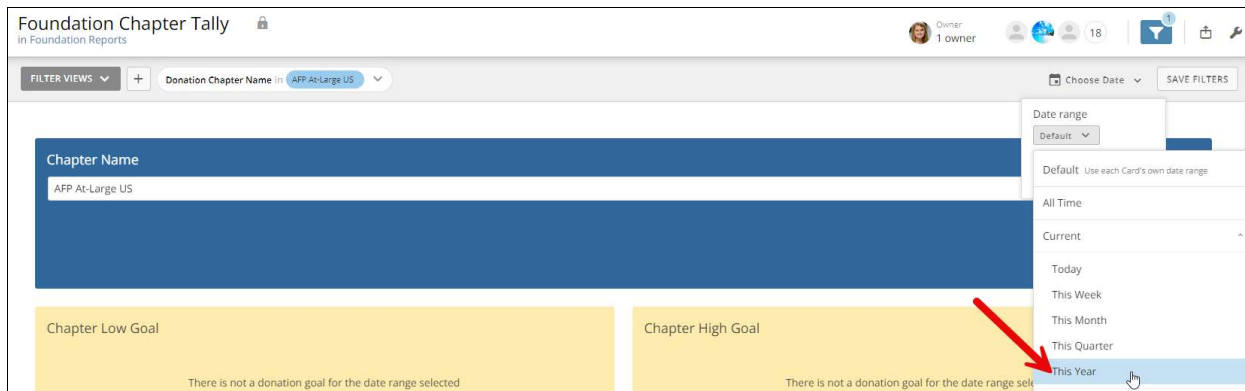 Foundation Chapter Tally
in Foundation Reports
Owner
1 owner
18
1
FILTER VIEWS
+
Donation Chapter Name in AFP At-Large US
Choose Date
SAVE FILTERS
Date range
Default
Default Use each Card's own date range
All Time
Current
Today
This Week
This Month
This Quarter
This Year
Chapter Name
AFP At-Large US
Chapter Low Goal
There is not a donation goal for the date range selected
Chapter High Goal
There is not a donation goal for the date range sele